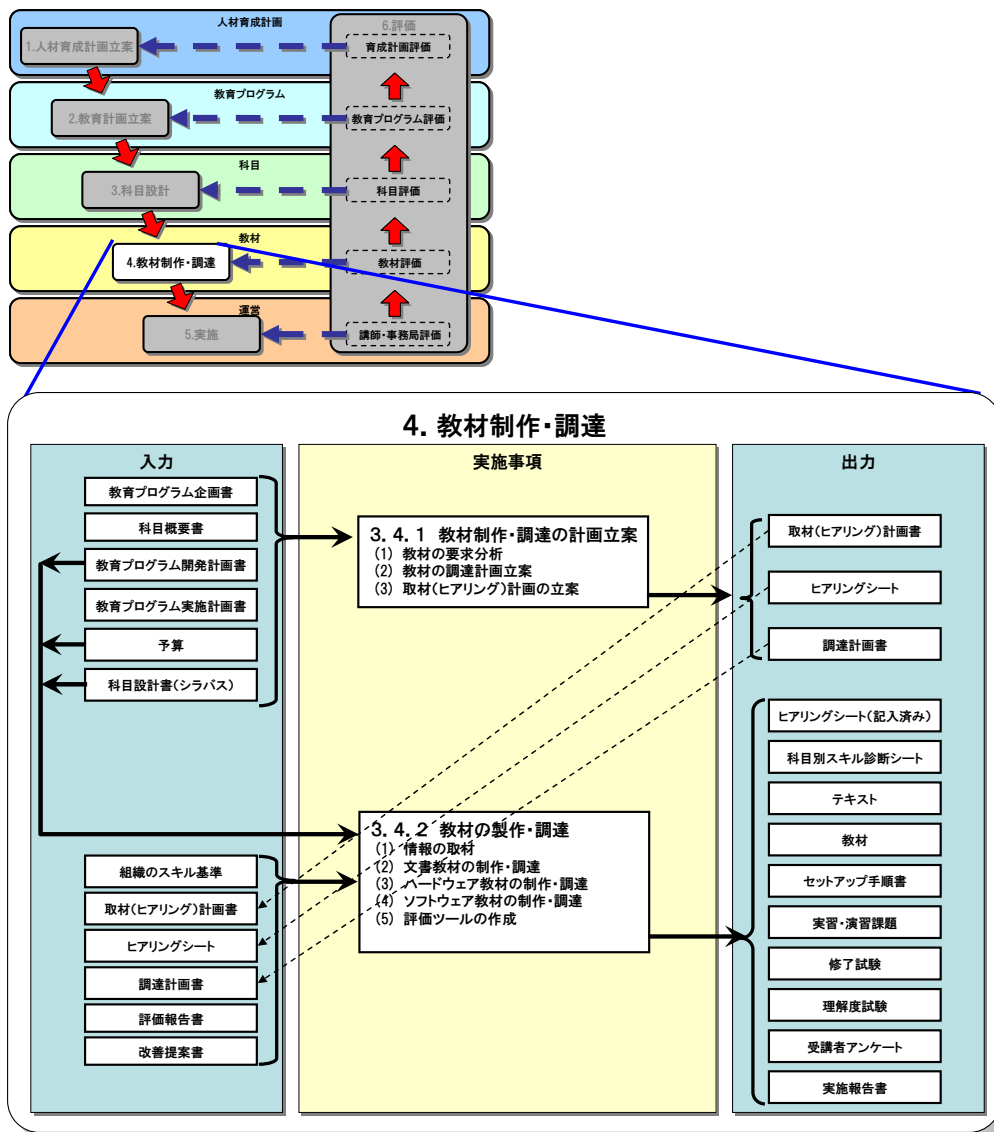 人材育成計画
6.評価
1.人材育成計画立案
育成計画評価
教育プログラム
2.教育計画立案
教育プログラム評価
科目
3.科目設計
科目評価
教材
4.教材制作・調達
教材評価
運営
5.実施
講師・事務局評価
4. 教材制作・調達
入力
教育プログラム企画書
科目概要書
教育プログラム開発計画書
教育プログラム実施計画書
予算
科目設計書(シラバス)
組織のスキル基準
取材(ヒアリング)計画書
ヒアリングシート
調達計画書
評価報告書
改善提案書
実施事項
3.4.1 教材制作・調達の計画立案
(1) 教材の要求分析
(2) 教材の調達計画立案
(3) 取材(ヒアリング)計画の立案
3.4.2 教材の製作・調達
(1) 情報の取材
(2) 文書教材の制作・調達
(3) ハードウェア教材の制作・調達
(4) ソフトウェア教材の制作・調達
(5) 評価ツールの作成
出力
取材(ヒアリング)計画書
ヒアリングシート
調達計画書
ヒアリングシート(記入済み)
科目別スキル診断シート
テキスト
教材
セットアップ手順書
実習・演習課題
修了試験
理解度試験
受講者アンケート
実施報告書